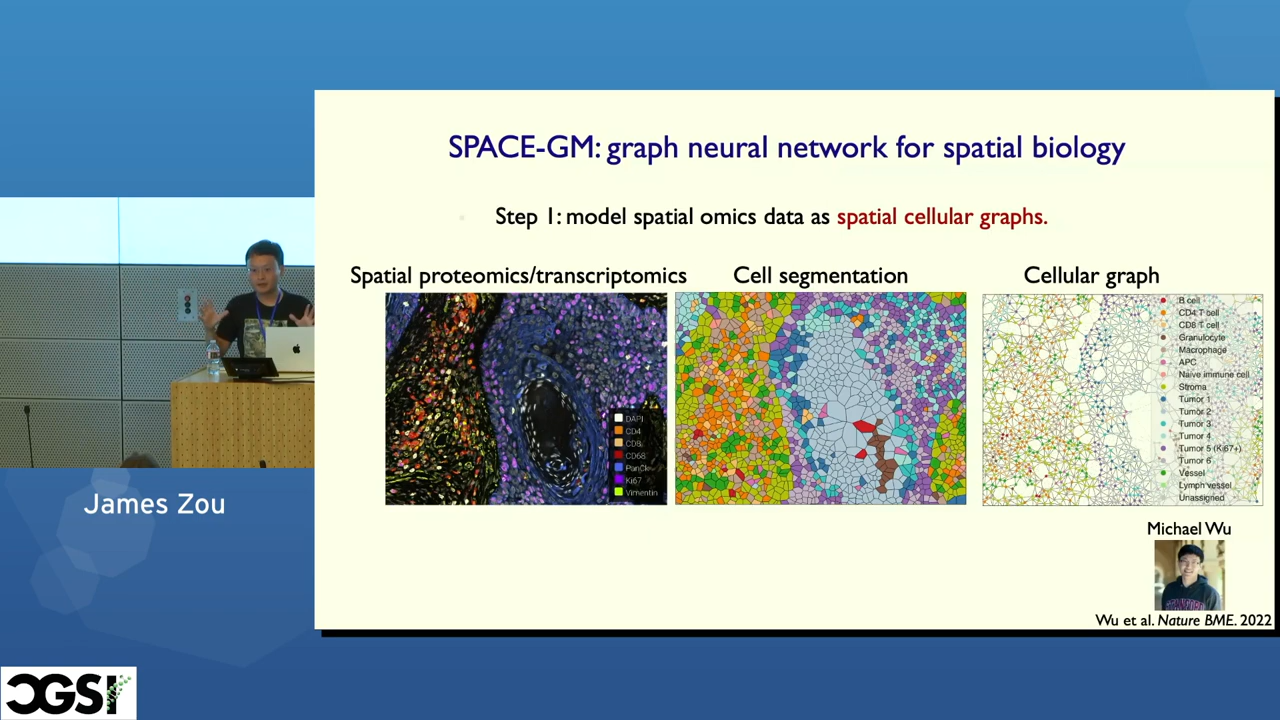 SPACE-GM: graph neural network for spatial biology
Step 1: model spatial omics data as spatial cellular graphs.
Spatial proteomics/transcriptomics
Cell segmentation
Cellular graph
DAPI
CD4
CD8
CD68
PanCk
Ki67
Vimentin
B cell
CD4 T cell
CD8 T cell
Granulocyte
Macrophage
APC
Naive immune cell
Stroma
Tumor 1
Tumor 2
Tumor 3
Tumor 4
Tumor 5 (Ki67+)
Tumor 6
Vessel
Lymph vessel
Unassigned
James Zou
Michael Wu
STANFORD
Wu et al. Nature BME. 2022
CGSI